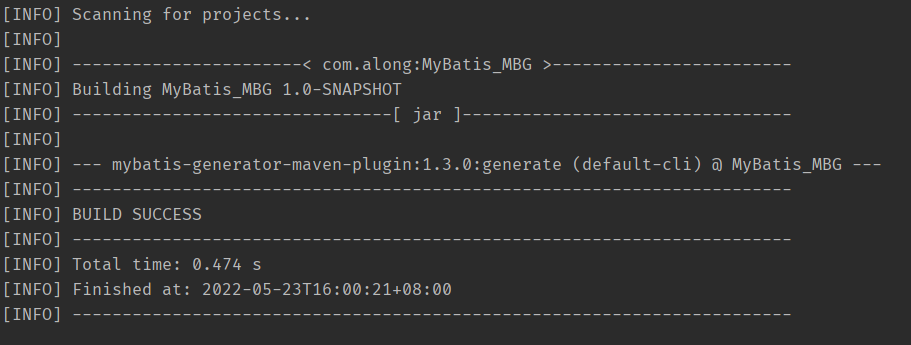 [INFO] Scanning for projects...
[INFO]
[INFO] -----------------------< com.along:MyBatis_MBG >------------------------
[INFO] Building MyBatis_MBG 1.0-SNAPSHOT
[INFO] --------------------------------[ jar ]---------------------------------
[INFO]
[INFO] --- mybatis-generator-maven-plugin:1.3.0:generate (default-cli) @ MyBatis_MBG ---
[INFO] ------------------------------------------------------------------------
[INFO] BUILD SUCCESS
[INFO] ------------------------------------------------------------------------
[INFO] Total time: 0.474 s
[INFO] Finished at: 2022-05-23T16:00:21+08:00
[INFO] ------------------------------------------------------------------------